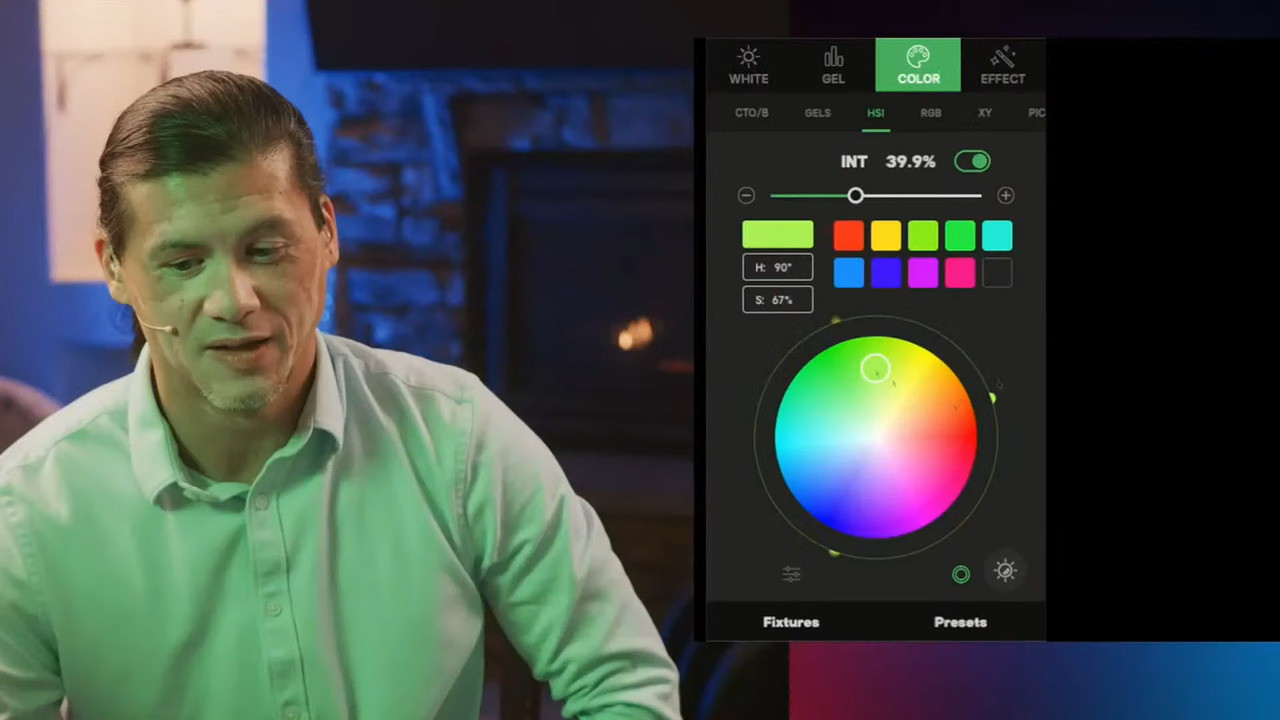 WHITE GEL COLOR EFFECT
CTO/B GELS HSI RGB XY PIC
INT 39.9%
H: 90°
S: 67%
Fixtures Presets